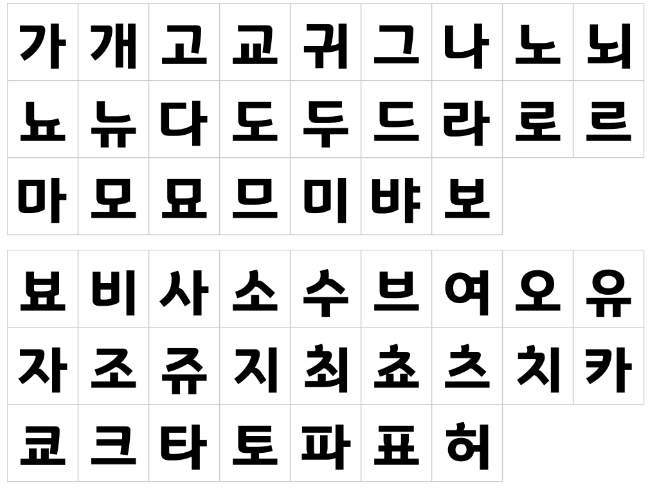 가 개 고 교 귀 그 나 노 뇌
뇨 뉴 다 도 두 드 라 로 르
마 모 묘 므 미 뱌 보
뵤 비 사 소 수 브 여 오 유
자 조 쥬 지 최 쵸 츠 치 카
쿄 크 타 토 파 표 허